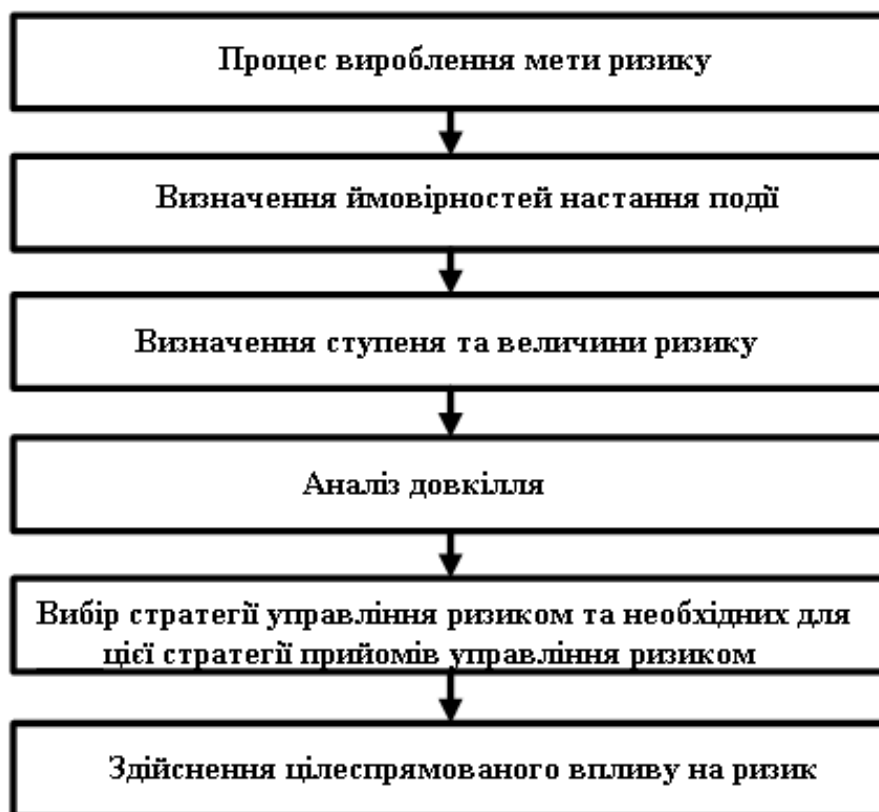 Процес вироблення мети ризику
Визначення ймовірностей настання події
Визначення ступеня та величини ризику
Аналіз довкілля
Вибір стратегії управління ризиком та необхідних для
цієї стратегії прийомів управління ризиком
Здійснення цілеспрямованого впливу на ризик